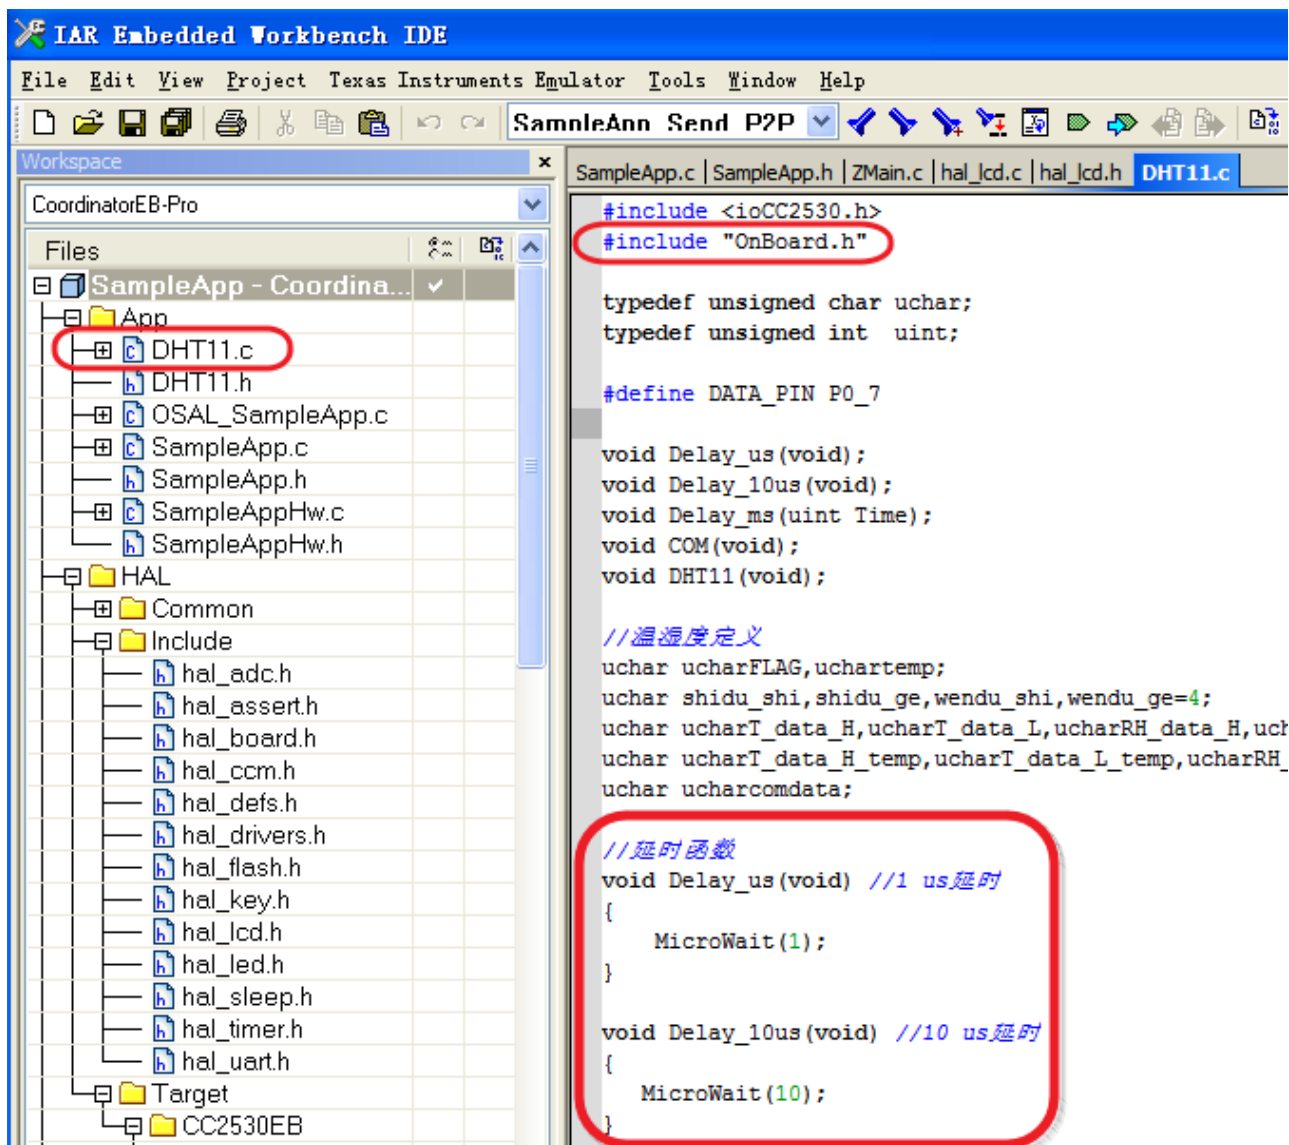 IAR Embedded Workbench IDE
File Edit View Project Texas Instruments Emulator Tools Window Help
SampleApp Send P2P
Workspace
CoordinatorEB-Pro
Files
SampleApp - Coordina...
App
DHT11.c
DHT11.h
OSAL_SampleApp.c
SampleApp.c
SampleApp.h
SampleAppHw.c
SampleAppHw.h
HAL
Common
Include
hal_adc.h
hal_assert.h
hal_board.h
hal_ccm.h
hal_defs.h
hal_drivers.h
hal_flash.h
hal_key.h
hal_lcd.h
hal_led.h
hal_sleep.h
hal_timer.h
hal_uart.h
Target
CC2530EB
SampleApp.c | SampleApp.h | ZMain.c | hal_lcd.c | hal_lcd.h DHT11.c
#include <ioCC2530.h>
#include "OnBoard.h"
typedef unsigned char uchar;
typedef unsigned int  uint;
#define DATA_PIN P0_7
void Delay_us(void);
void Delay_10us(void);
void Delay_ms(uint Time);
void COM(void);
void DHT11(void);
//温湿度定义
uchar ucharFLAG,uchartemp;
uchar shidu_shi,shidu_ge,wendu_shi,wendu_ge=4;
uchar ucharT_data_H,ucharT_data_L,ucharRH_data_H,uch
uchar ucharT_data_H_temp,ucharT_data_L_temp,ucharRH_
uchar ucharcomdata;
//延时函数
void Delay_us(void) //1 us延时
{
MicroWait(1);
}
void Delay_10us(void) //10 us延时
{
MicroWait(10);
}